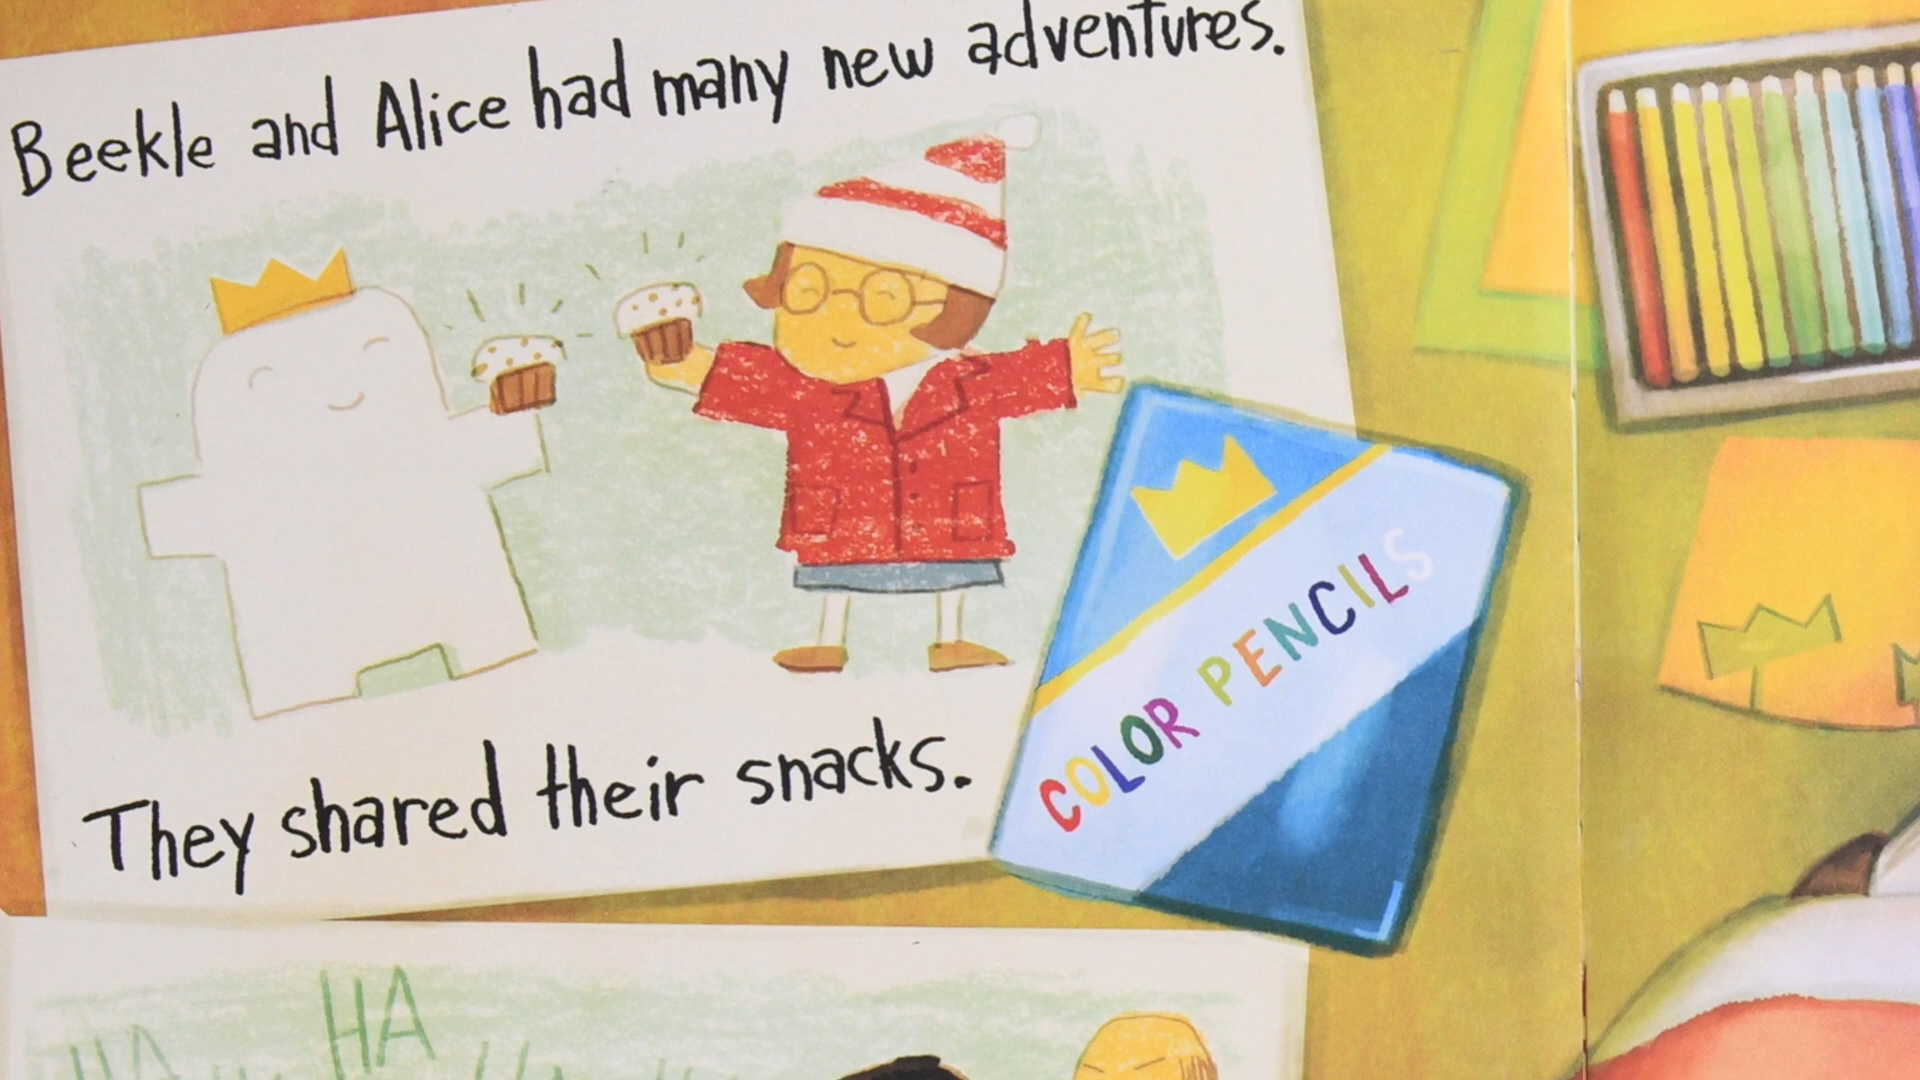 Beekle and Alice had many new adventures.
They shared their snacks.
COLOR PENCILS
HA
HA